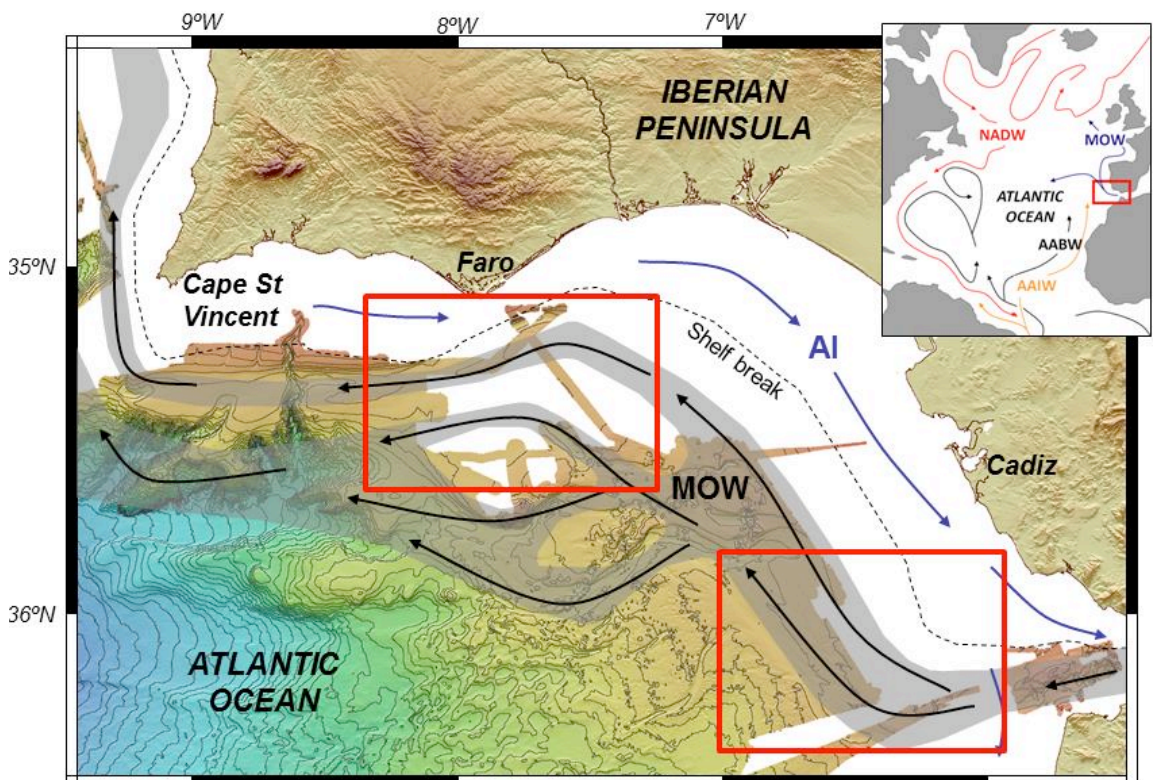 9ºW
8ºW
7ºW
IBERIAN
PENINSULA
NADW
MOW
ATLANTIC
OCEAN
AABW
AAIW
35ºN
Cape St
Vincent
Faro
Shelf break
AI
Cadiz
MOW
36ºN
ATLANTIC
OCEAN